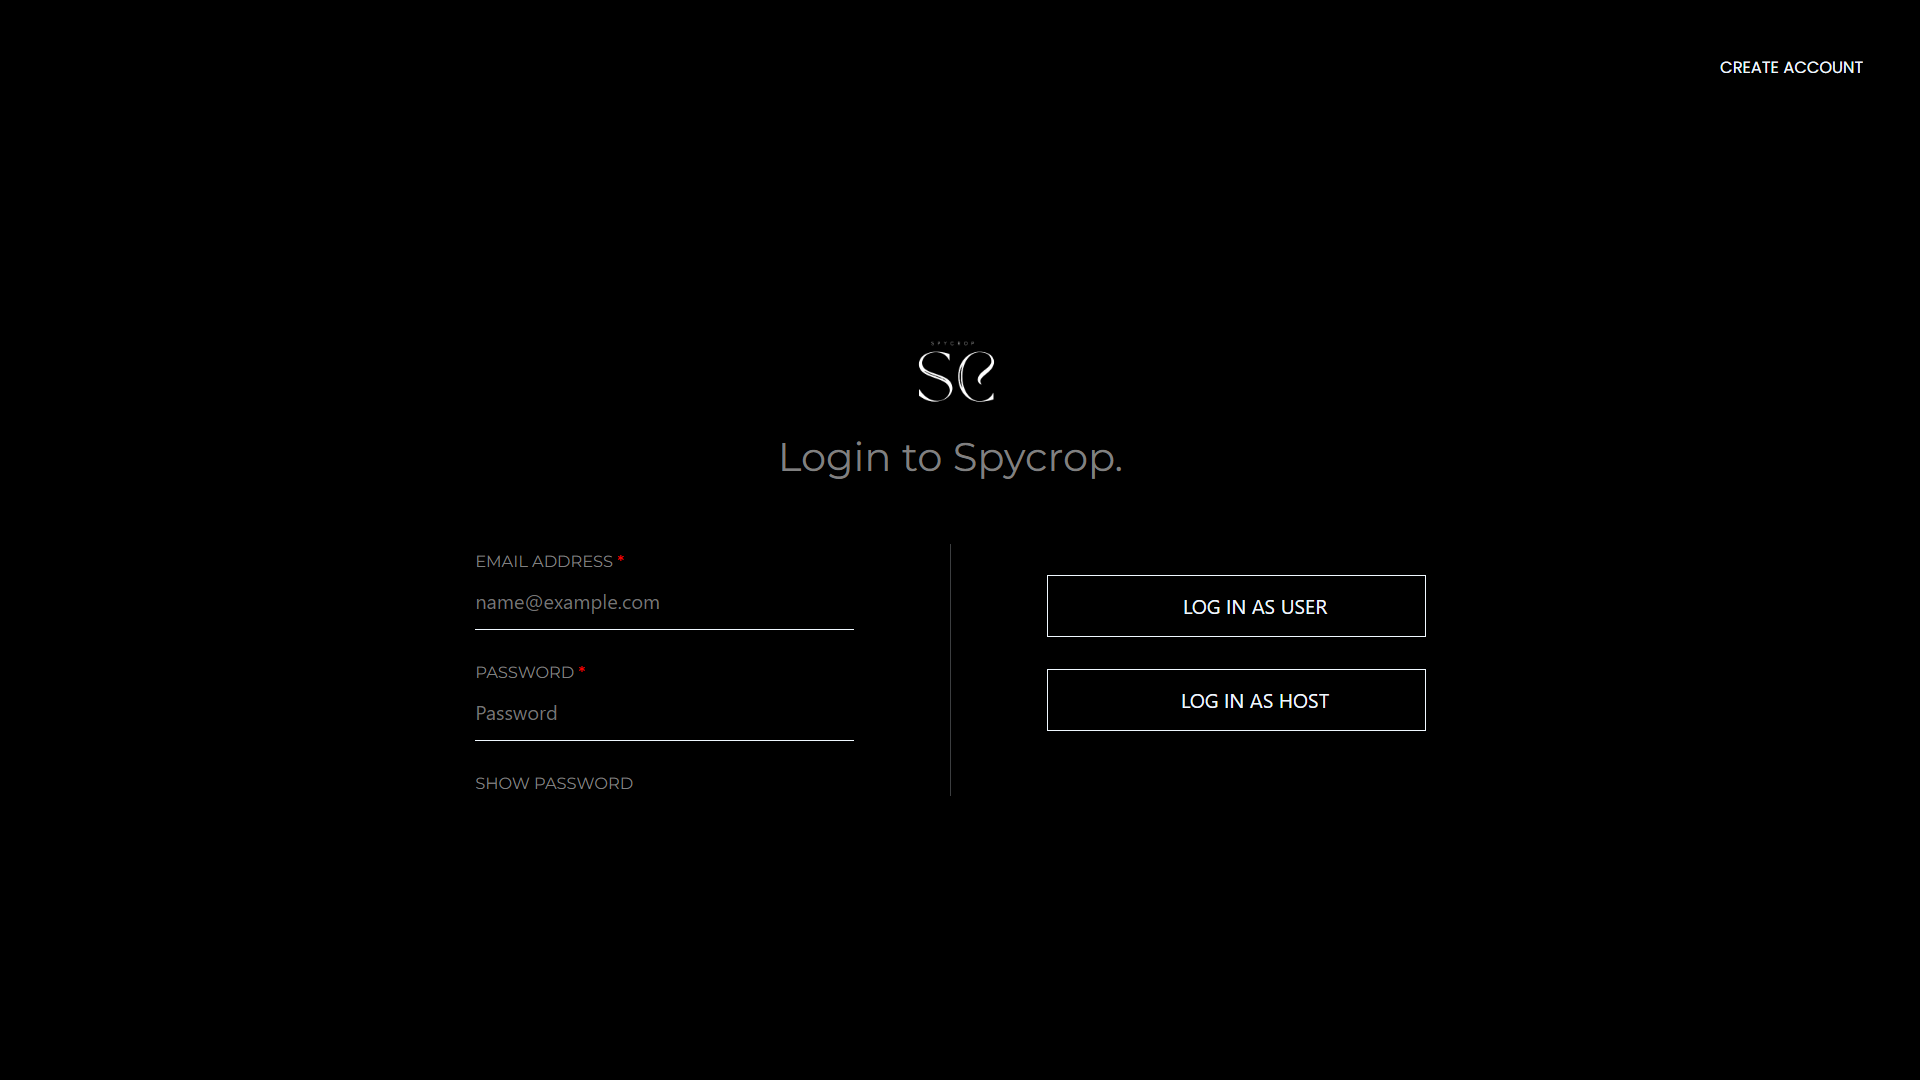 CREATE ACCOUNT
SPYCROP
SC
Login to Spycrop.
EMAIL ADDRESS *
name@example.com
PASSWORD *
Password
SHOW PASSWORD
LOG IN AS USER
LOG IN AS HOST